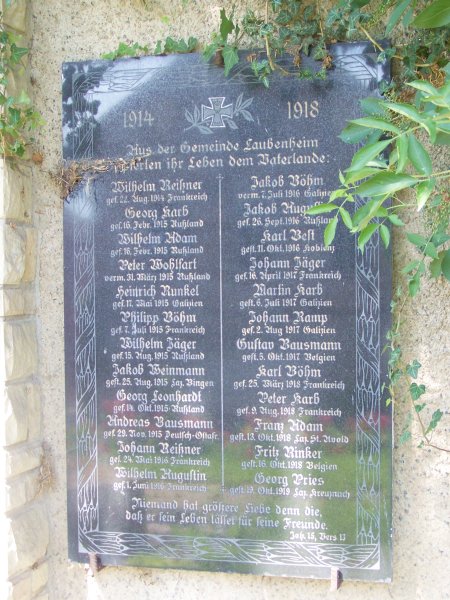 1914 1918
Aus der Gemeinde Laubenheim
opferten ihr Leben dem Vaterlande:
Wilhelm Reißner
gef. 22. Aug. 1914 Frankreich
Georg Karb
gef. 16. Febr. 1915 Rußland
Wilhelm Adam
gef. 18. Febr. 1915 Rußland
Peter Wohlfart
verm. 31. März 1915 Rußland
Heinrich Runkel
gef. 17. Mai 1915 Galizien
Philipp Böhm
gef. 7. Juli 1915 Frankreich
Wilhelm Jäger
gef. 15. Aug. 1915 Rußland
Jakob Weinmann
gest. 25. Aug. 1915 Laz. Bingen
Georg Leonhardt
gef. 14. Okt. 1915 Rußland
Andreas Bausmann
gef. 29. Nov. 1915 Deutsch-Ostafr.
Johann Reißner
gef. 24. Mai 1916 Frankreich
Wilhelm Augustin
gef. 1. Juni 1916 Frankreich
Jakob Böhm
verm. 7. Juli 1916 Galizien
Jakob Augustin
gef. 26. Sept. 1916 Rußland
Karl Best
gest. 11. Okt. 1916 Koblenz
Johann Jäger
gef. 16. April 1917 Frankreich
Martin Karb
gest. 6. Juli 1917 Galizien
Johann Ramp
gef. 2. Aug. 1917 Galizien
Gustav Bausmann
gest. 5. Okt. 1917 Belgien
Karl Böhm
gef. 25. März 1918 Frankreich
Peter Karb
gef. 9. Aug. 1918 Frankreich
Franz Adam
gest. 13. Okt. 1918 Laz. St. Avold
Fritz Rinker
gef. 16. Okt. 1918 Belgien
Georg Pries
gest. 19. Okt. 1919 Laz. Kreuznach
Niemand hat größere Liebe denn die,
daß er sein Leben lässet für seine Freunde.
Joh. 15, Vers 13